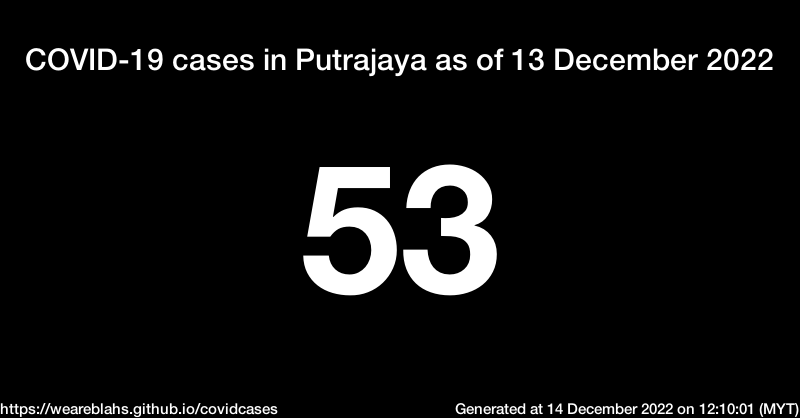 COVID-19 cases in Putrajaya as of 13 December 2022
53
https://weareblahs.github.io/covidcases
Generated at 14 December 2022 on 12:10:01 (MYT)